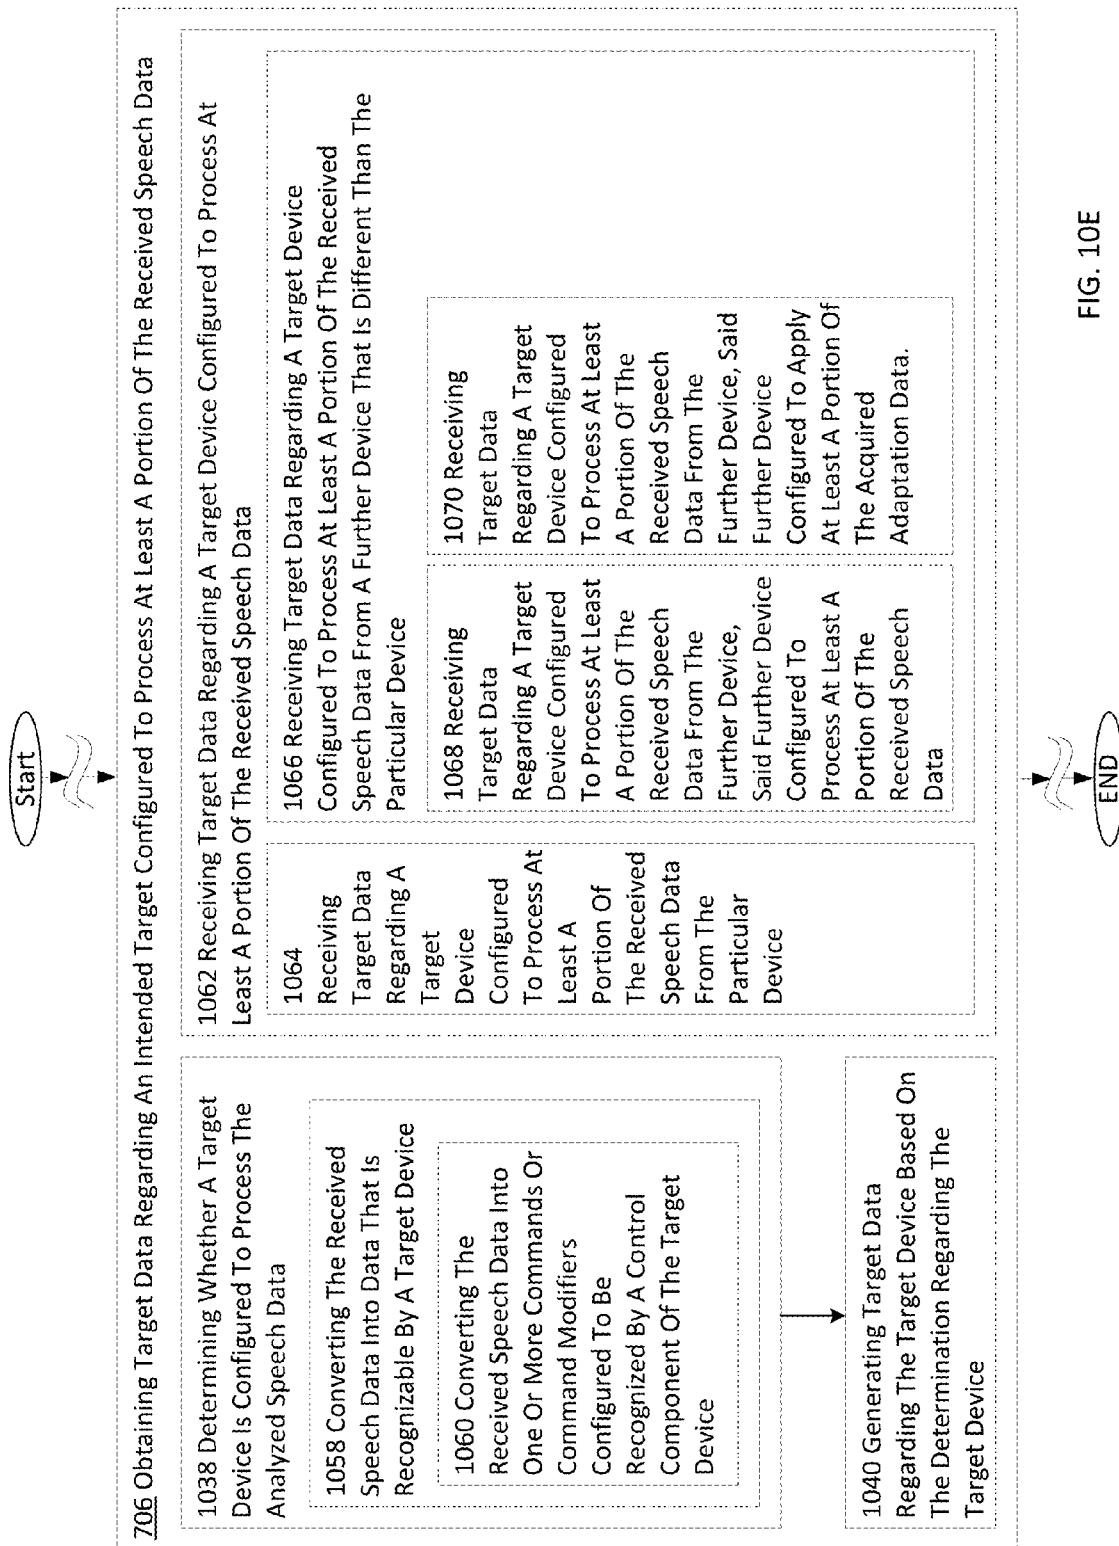 Start
706 Obtaining Target Data Regarding An Intended Target Configured To Process At Least A Portion Of The Received Speech Data
1038 Determining Whether A Target
Device Is Configured To Process The
Analyzed Speech Data
1058 Converting The Received
Speech Data Into Data That Is
Recognizable By A Target Device
1060 Converting The
Received Speech Data Into
One Or More Commands Or
Command Modifiers
Configured To Be
Recognized By A Control
Component Of The Target
Device
1040 Generating Target Data
Regarding The Target Device Based On
The Determination Regarding The
Target Device
1062 Receiving Target Data Regarding A Target Device Configured To Process At
Least A Portion Of The Received Speech Data
1064
Receiving
Target Data
Regarding A
Target
Device
Configured
To Process At
Least A
Portion Of
The Received
Speech Data
From The
Particular
Device
1066 Receiving Target Data Regarding A Target Device
Configured To Process At Least A Portion Of The Received
Speech Data From A Further Device That Is Different Than The
Particular Device
1068 Receiving
Target Data
Regarding A Target
Device Configured
To Process At Least
A Portion Of The
Received Speech
Data From The
Further Device,
Said Further Device
Configured To
Process At Least A
Portion Of The
Received Speech
Data
1070 Receiving
Target Data
Regarding A Target
Device Configured
To Process At Least
A Portion Of The
Received Speech
Data From The
Further Device, Said
Further Device
Configured To Apply
At Least A Portion Of
The Acquired
Adaptation Data.
END
FIG. 10E